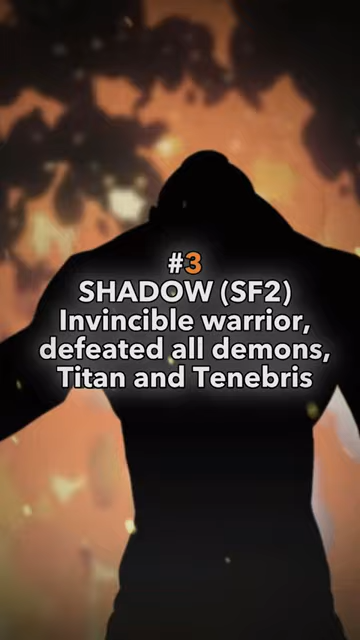 #3
SHADOW (SF2)
Invincible warrior,
defeated all demons,
Titan and Tenebris